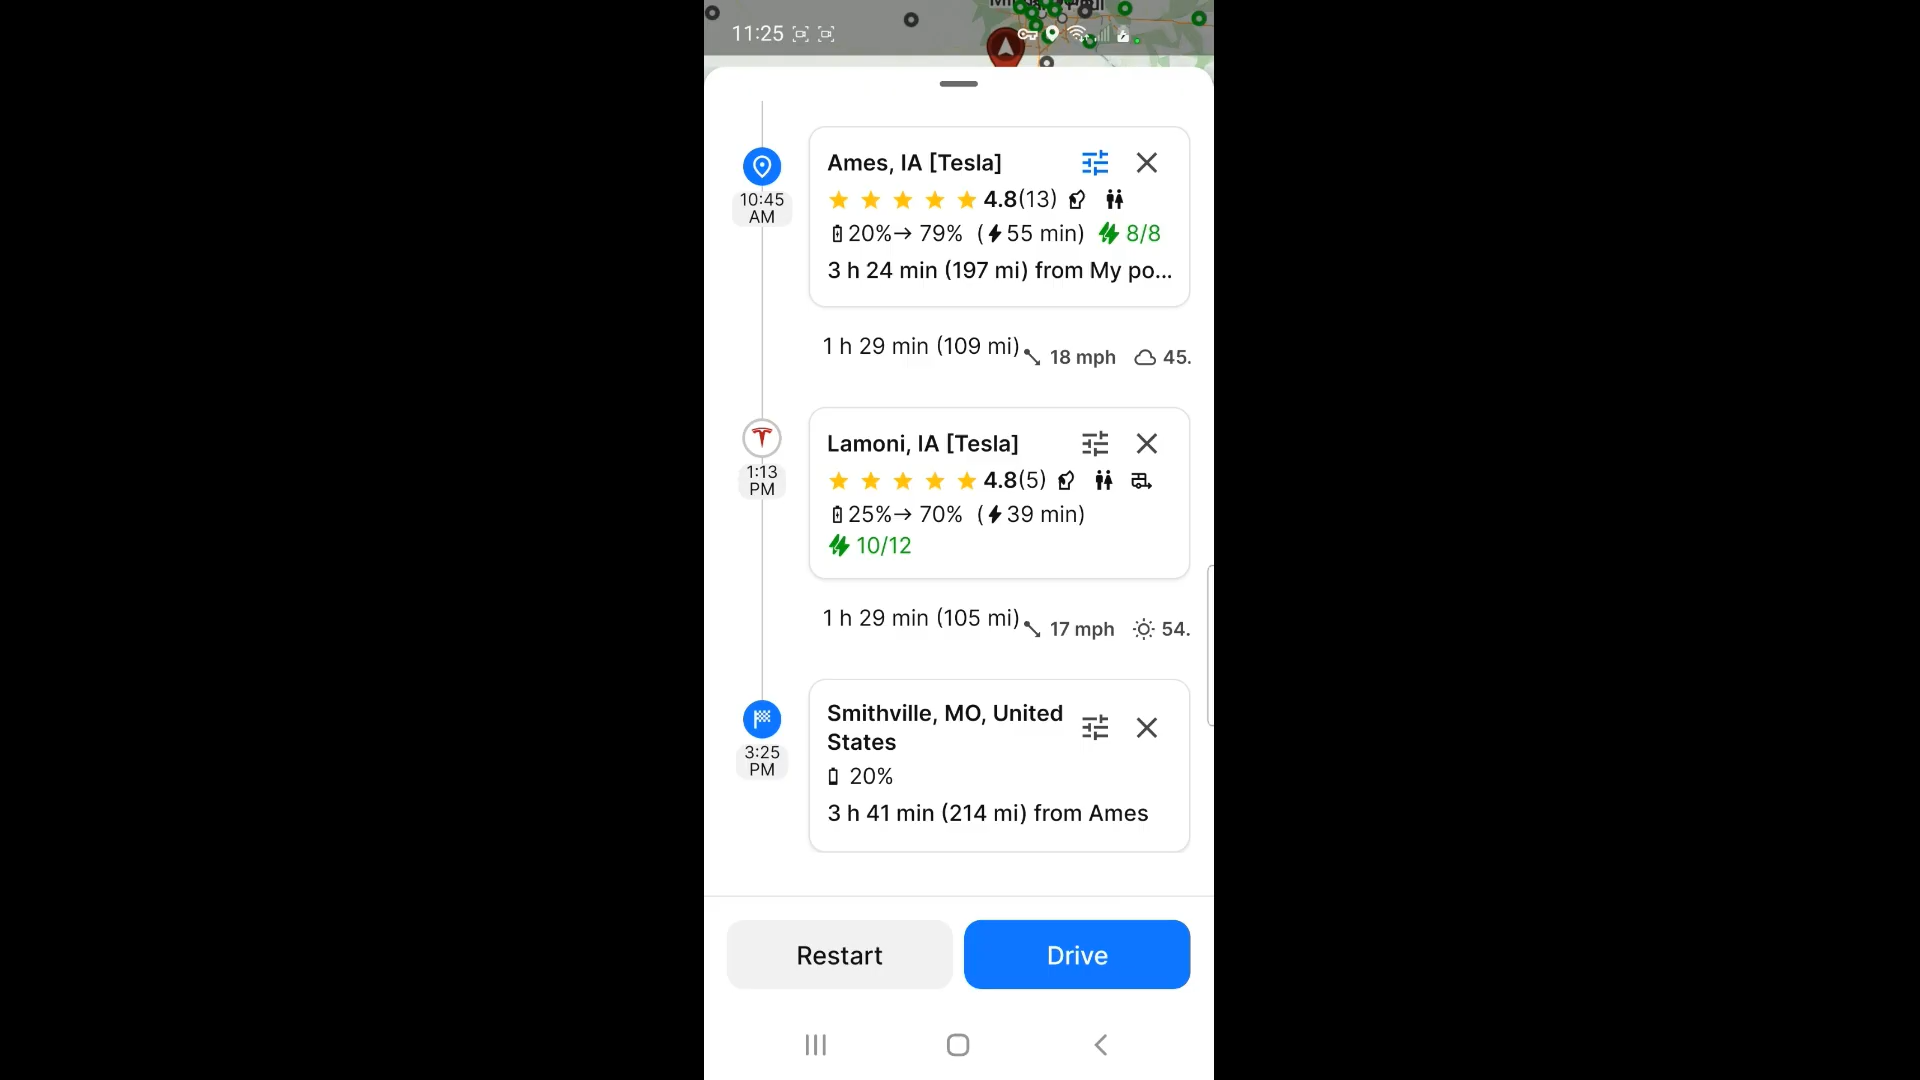 11:25
Ames, IA [Tesla]
10:45
AM
4.8(13)
20%→ 79% (55 min) 8/8
3 h 24 min (197 mi) from My po...
1 h 29 min (109 mi) 18 mph 45.
Lamoni, IA [Tesla]
1:13
PM
4.8(5)
25%→ 70% (39 min)
10/12
1 h 29 min (105 mi) 17 mph 54.
Smithville, MO, United
States
3:25
PM
20%
3 h 41 min (214 mi) from Ames
Restart
Drive